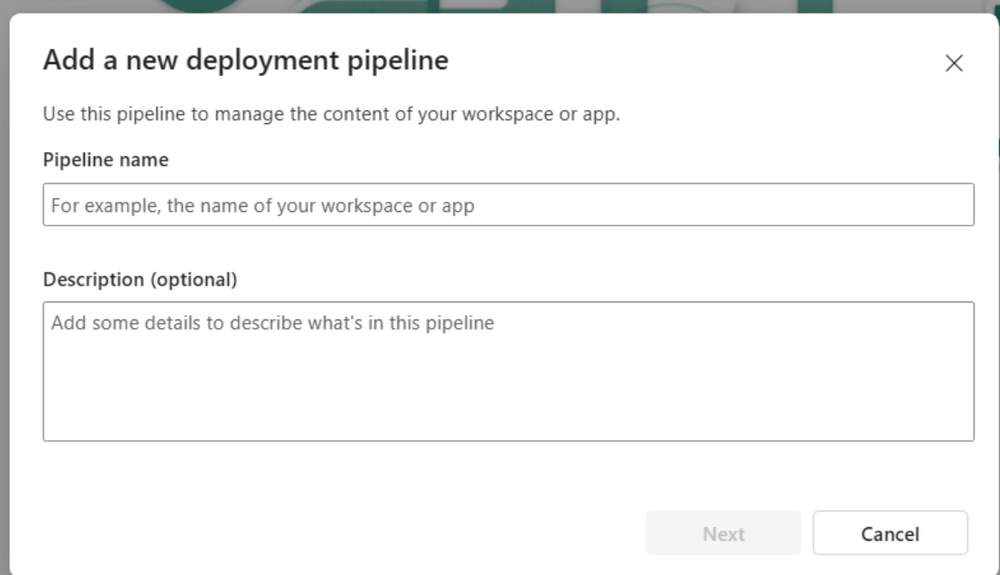 Add a new deployment pipeline
Use this pipeline to manage the content of your workspace or app.
Pipeline name
For example, the name of your workspace or app
Description (optional)
Add some details to describe what's in this pipeline
Next
Cancel